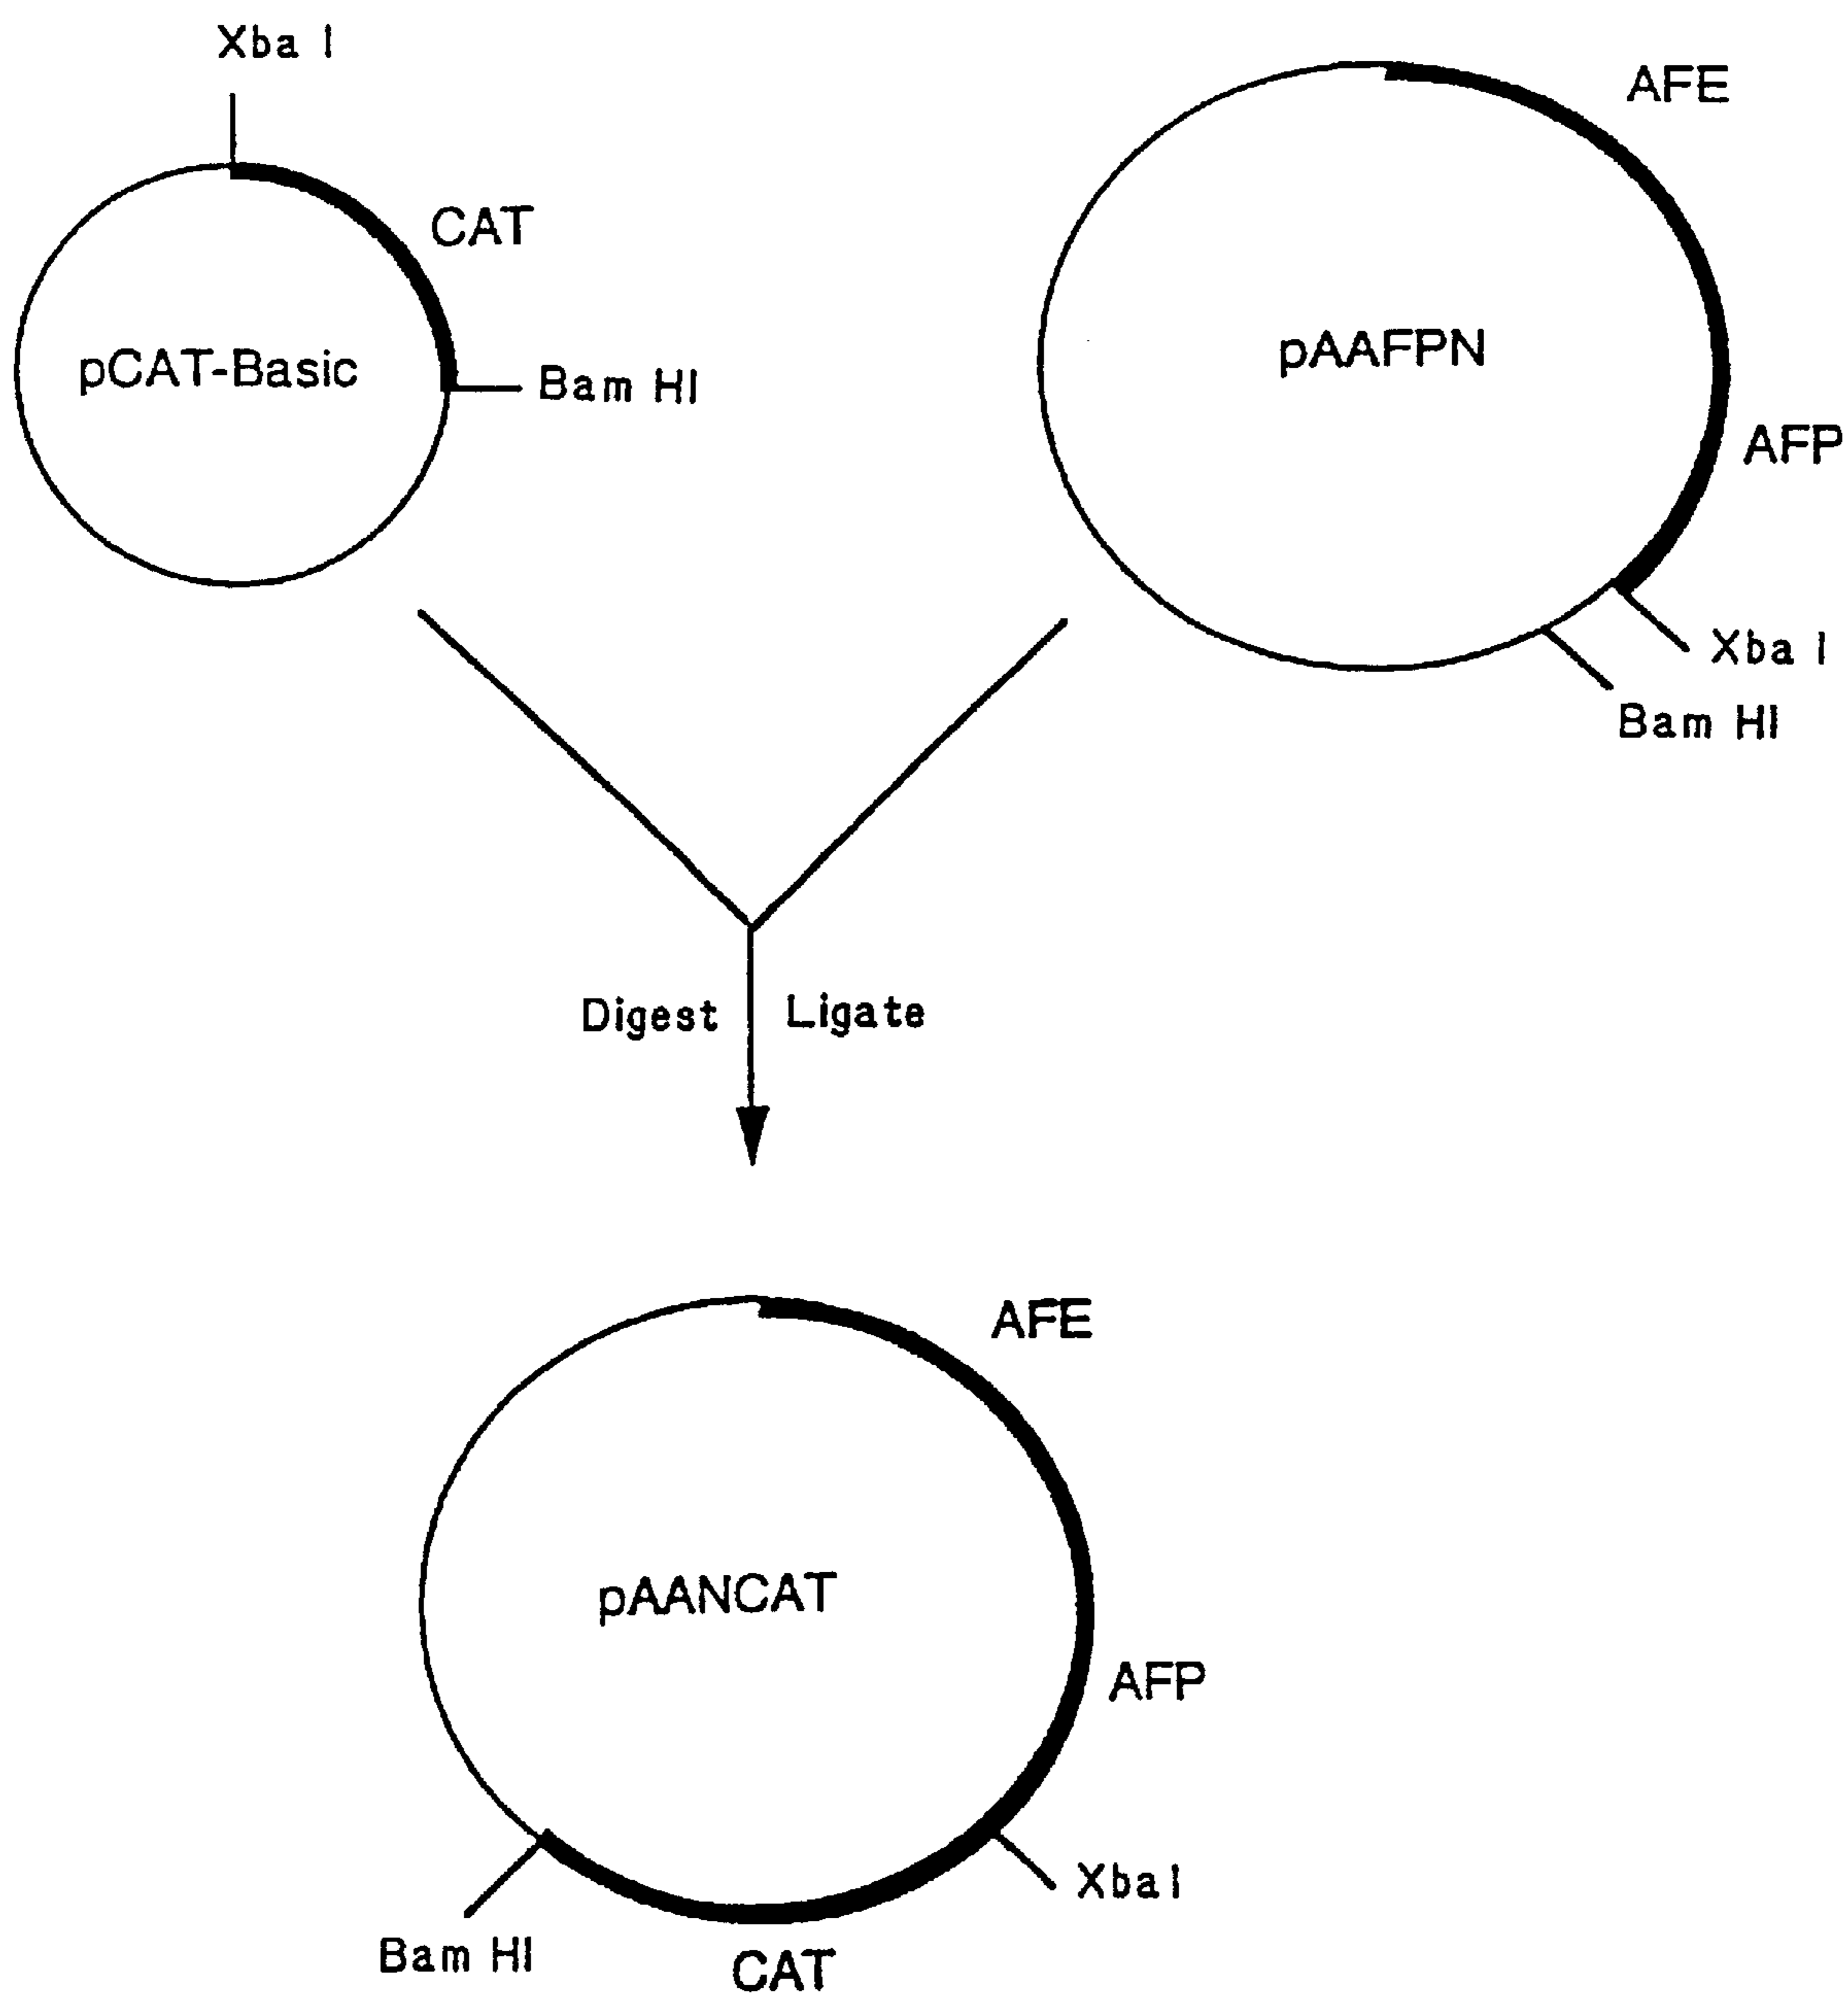 Xba I
CAT
pCAT-Basic
Bam HI
AFE
pAAFPN
AFP
Xba I
Bam HI
Digest
Ligate
AFE
pAANCAT
AFP
XbaI
Bam HI
CAT